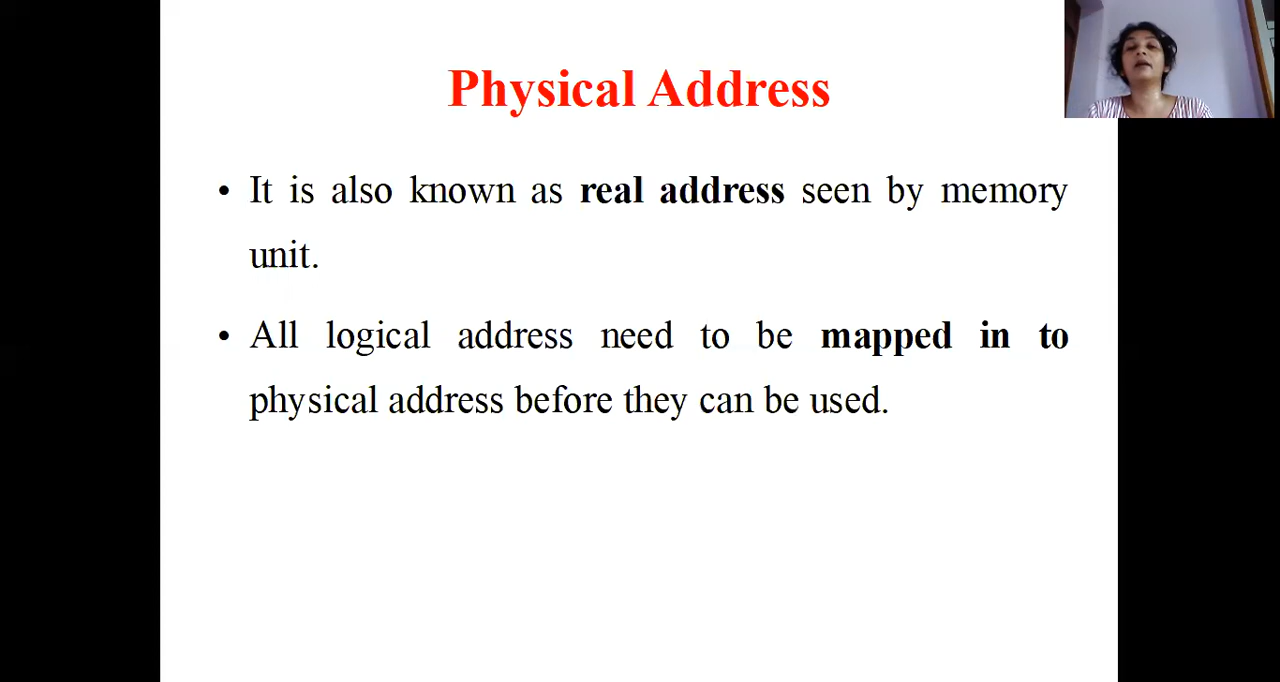 Physical Address
• It is also known as real address seen by memory
unit.
• All logical address need to be mapped in to
physical address before they can be used.